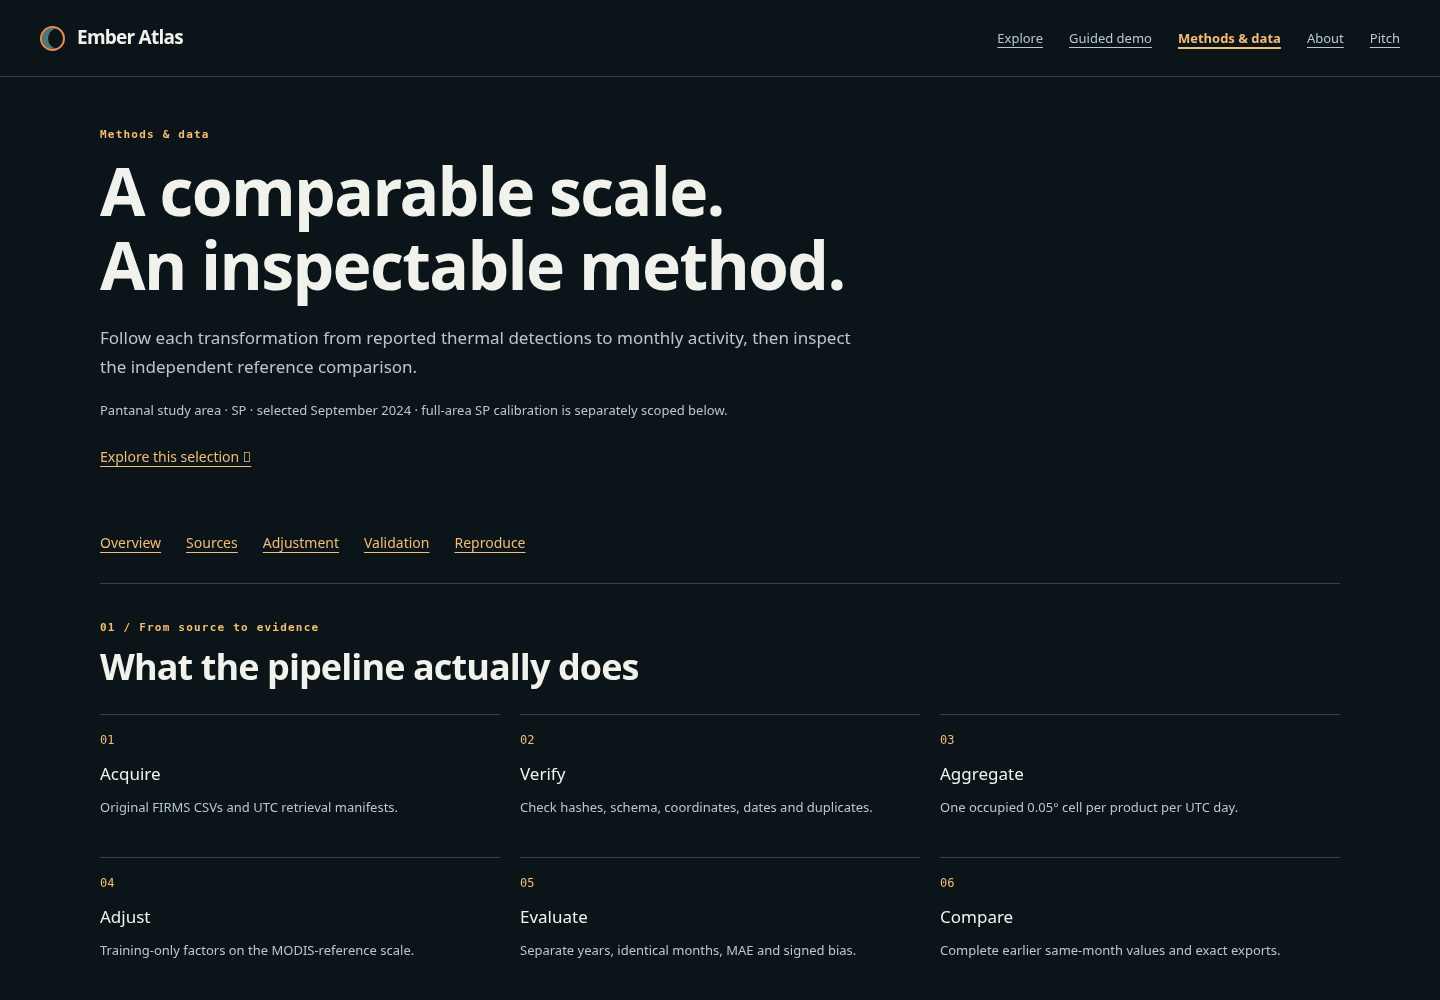 Ember Atlas
Explore
Guided demo
Methods & data
About
Pitch
Methods & data
A comparable scale.
An inspectable method.
Follow each transformation from reported thermal detections to monthly activity, then inspect
the independent reference comparison.
Pantanal study area · SP · selected September 2024 · full-area SP calibration is separately scoped below.
Explore this selection
Overview
Sources
Adjustment
Validation
Reproduce
01 / From source to evidence
What the pipeline actually does
01
Acquire
Original FIRMS CSVs and UTC retrieval manifests.
02
Verify
Check hashes, schema, coordinates, dates and duplicates.
03
Aggregate
One occupied 0.05° cell per product per UTC day.
04
Adjust
Training-only factors on the MODIS-reference scale.
05
Evaluate
Separate years, identical months, MAE and signed bias.
06
Compare
Complete earlier same-month values and exact exports.